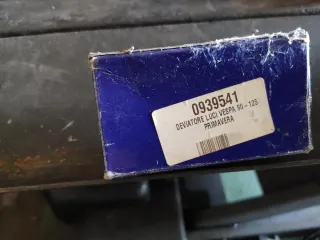 0939541
DEVIATORE LUCI VESPA 50-125
PRIMAVERA